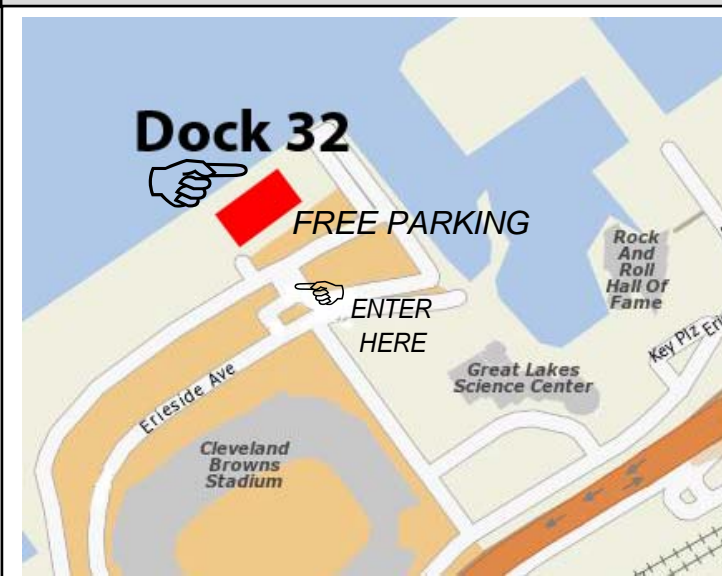 Dock 32
FREE PARKING
ENTER
HERE
Rock
And
Roll
Hall Of
Fame
Key Plz
Eri
Great Lakes
Science Center
Erieside Ave
Cleveland
Browns
Stadium